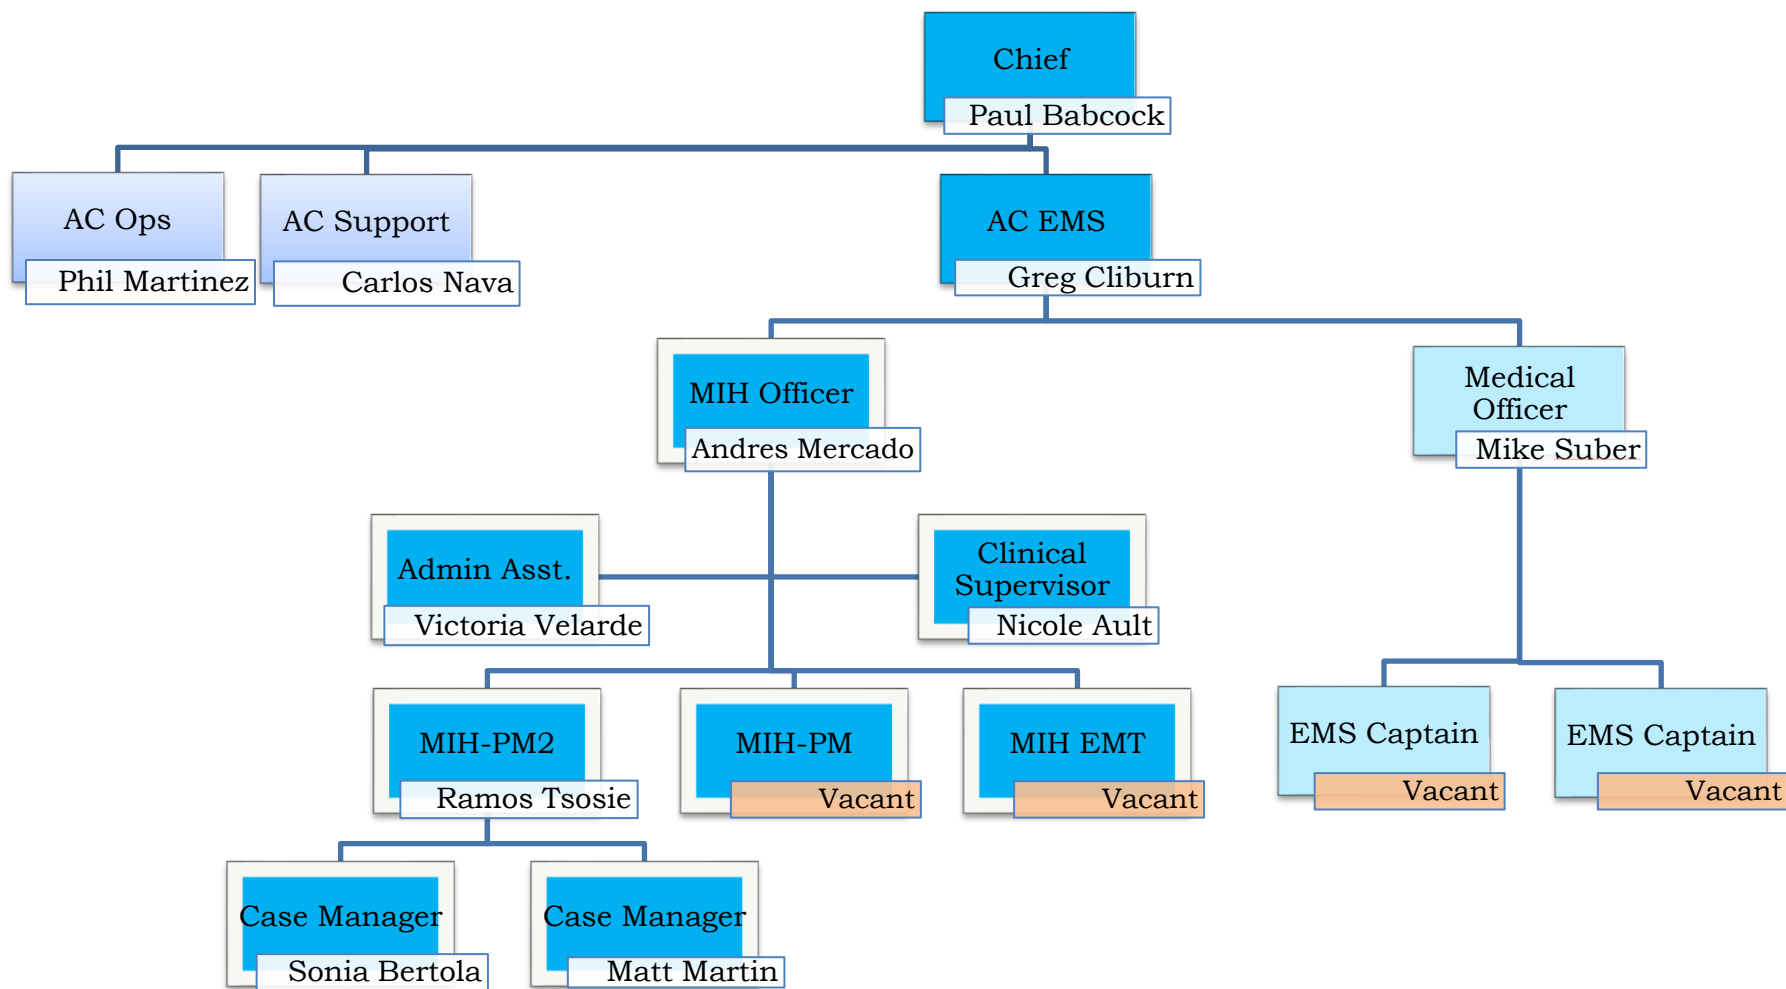 Chief
Paul Babcock
AC Ops
Phil Martinez
AC Support
Carlos Nava
AC EMS
Greg Cliburn
MIH Officer
Andres Mercado
Medical
Officer
Mike Suber
Admin Asst.
Victoria Velarde
Clinical
Supervisor
Nicole Ault
MIH-PM2
Ramos Tsosie
MIH-PM
Vacant
MIH EMT
Vacant
EMS Captain
Vacant
EMS Captain
Vacant
Case Manager
Sonia Bertola
Case Manager
Matt Martin